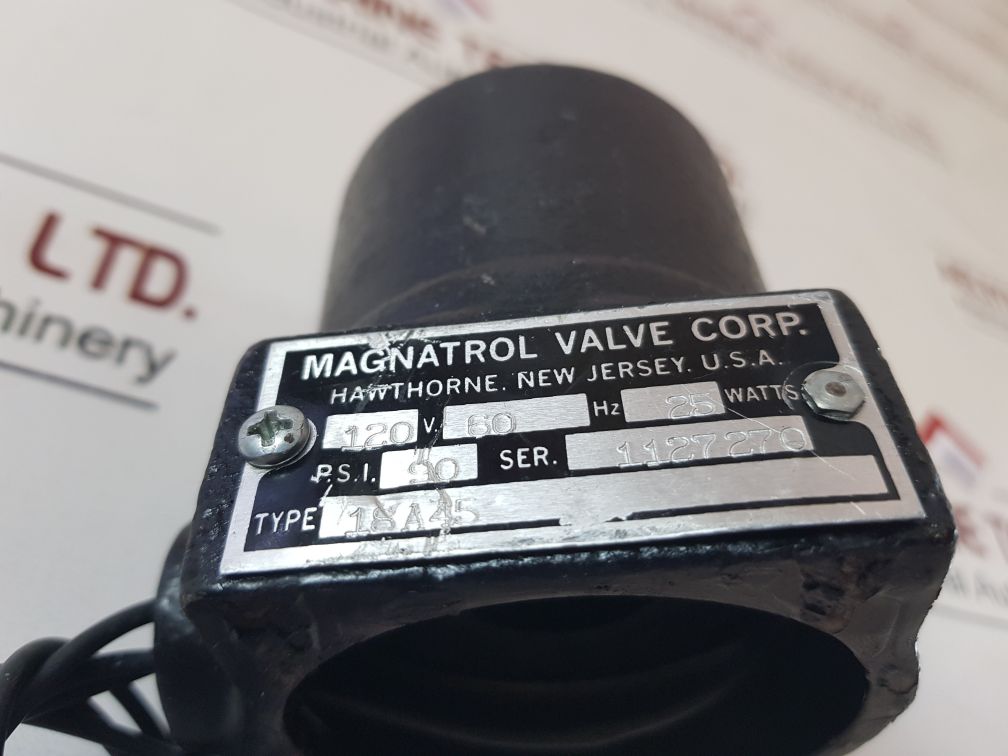 LTD.
hinery
MAGNATROL VALVE CORP.
HAWTHORNE, NEW JERSEY, U.S.A.
120 V. 60 Hz 25 WATTS.
P.S.I. 90 SER. 1127270
TYPE 18A45